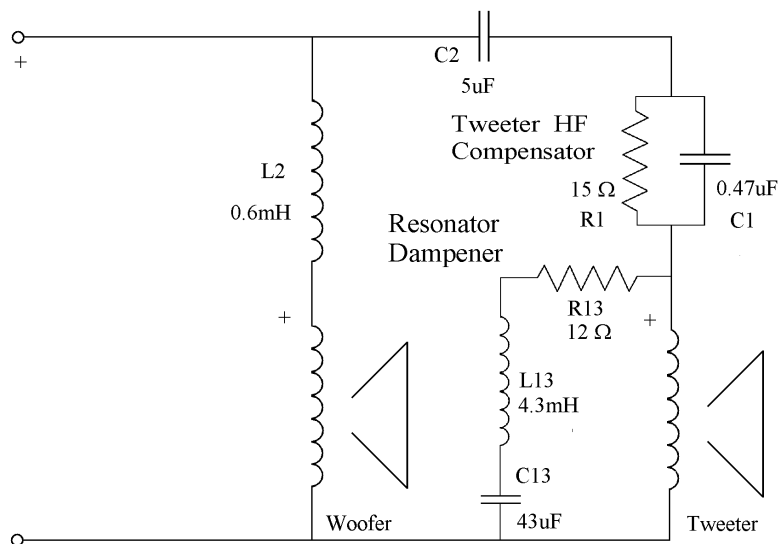 +
C2
5uF
Tweeter HF
Compensator
L2
0.6mH
15 Ω
R1
0.47uF
C1
Resonator
Dampener
R13
12 Ω
+
+
L13
4.3mH
C13
43uF
Woofer
Tweeter